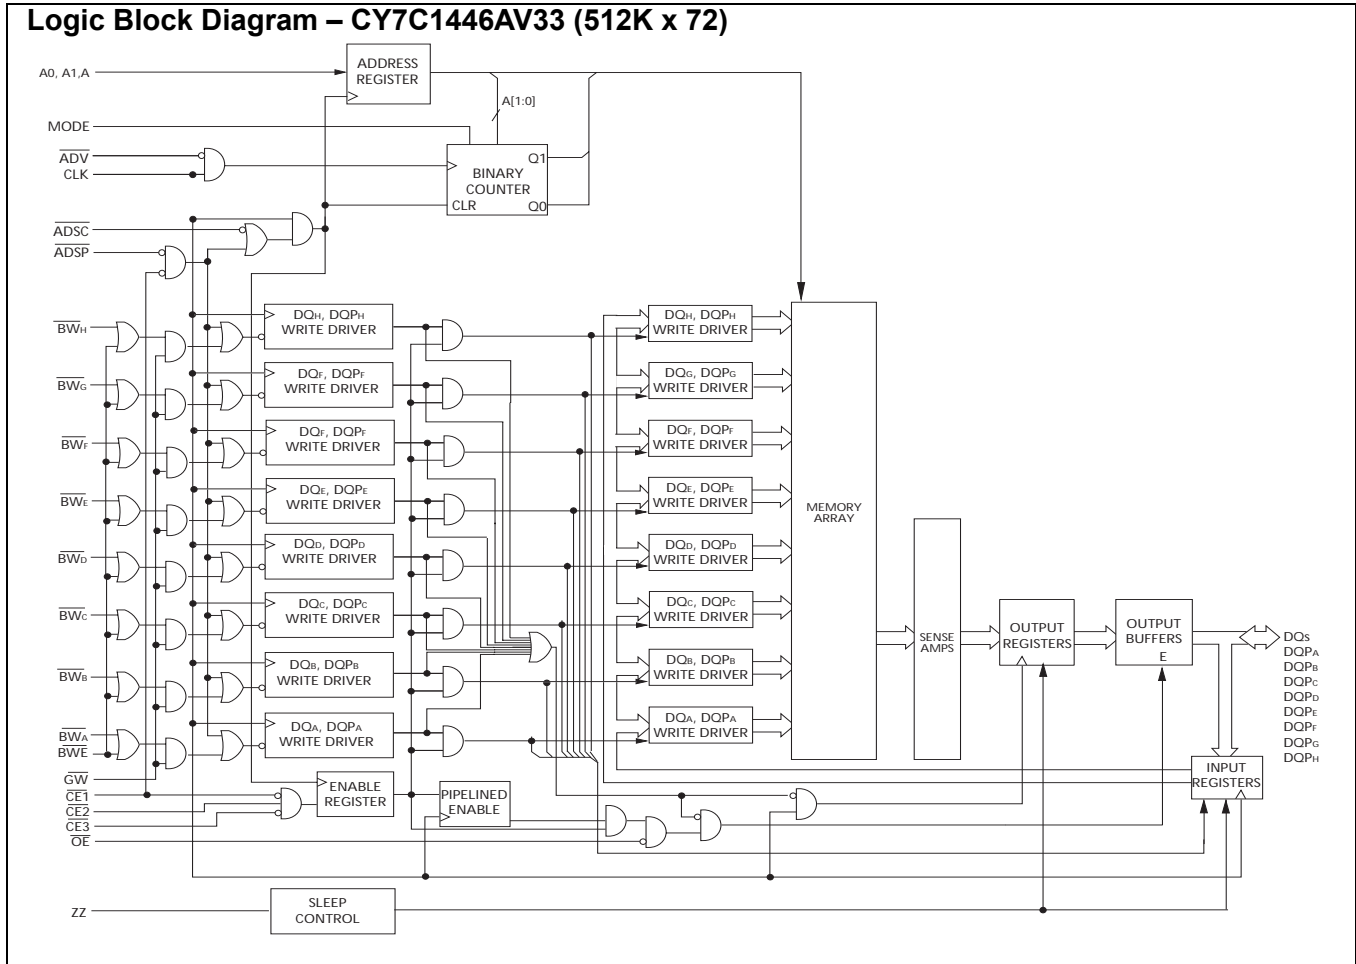 Logic Block Diagram – CY7C1446AV33 (512K x 72)
A0, A1,A
ADDRESS
REGISTER
A[1:0]
MODE
ADV
CLK
BINARY
COUNTER
Q1
CLR
Q0
ADSC
ADSP
DQH, DQPH
WRITE DRIVER
DQH, DQPH
WRITE DRIVER
BWH
DQF, DQPF
WRITE DRIVER
DQG, DQPG
WRITE DRIVER
BWG
DQF, DQPF
WRITE DRIVER
DQF, DQPF
WRITE DRIVER
BWF
DQE, DQPE
WRITE DRIVER
DQE, DQPE
WRITE DRIVER
BWE
MEMORY
ARRAY
DQD, DQPD
WRITE DRIVER
DQD, DQPD
WRITE DRIVER
BWD
DQC, DQPC
WRITE DRIVER
DQC, DQPC
WRITE DRIVER
BWC
SENSE
AMPS
OUTPUT
REGISTERS
OUTPUT
BUFFERS
E
DQB, DQPB
WRITE DRIVER
DQB, DQPB
WRITE DRIVER
BWB
DQA, DQPA
WRITE DRIVER
DQA, DQPA
WRITE DRIVER
BWA
BWE
DQs
DQPA
DQPB
DQPC
DQPD
DQPE
DQPF
DQPG
DQPH
GW
CE1
CE2
CE3
OE
ENABLE
REGISTER
PIPELINED
ENABLE
INPUT
REGISTERS
ZZ
SLEEP
CONTROL